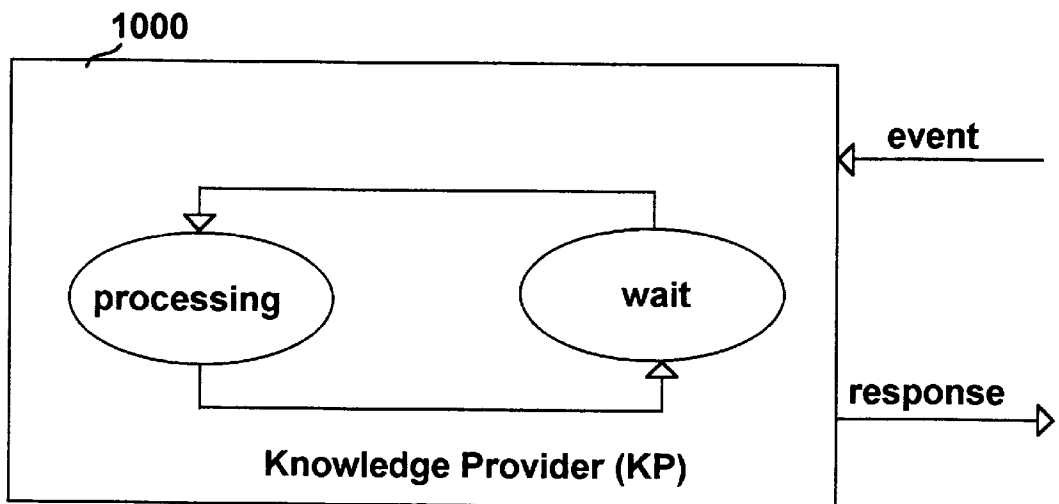 1000
event
processing
wait
response
Knowledge Provider (KP)